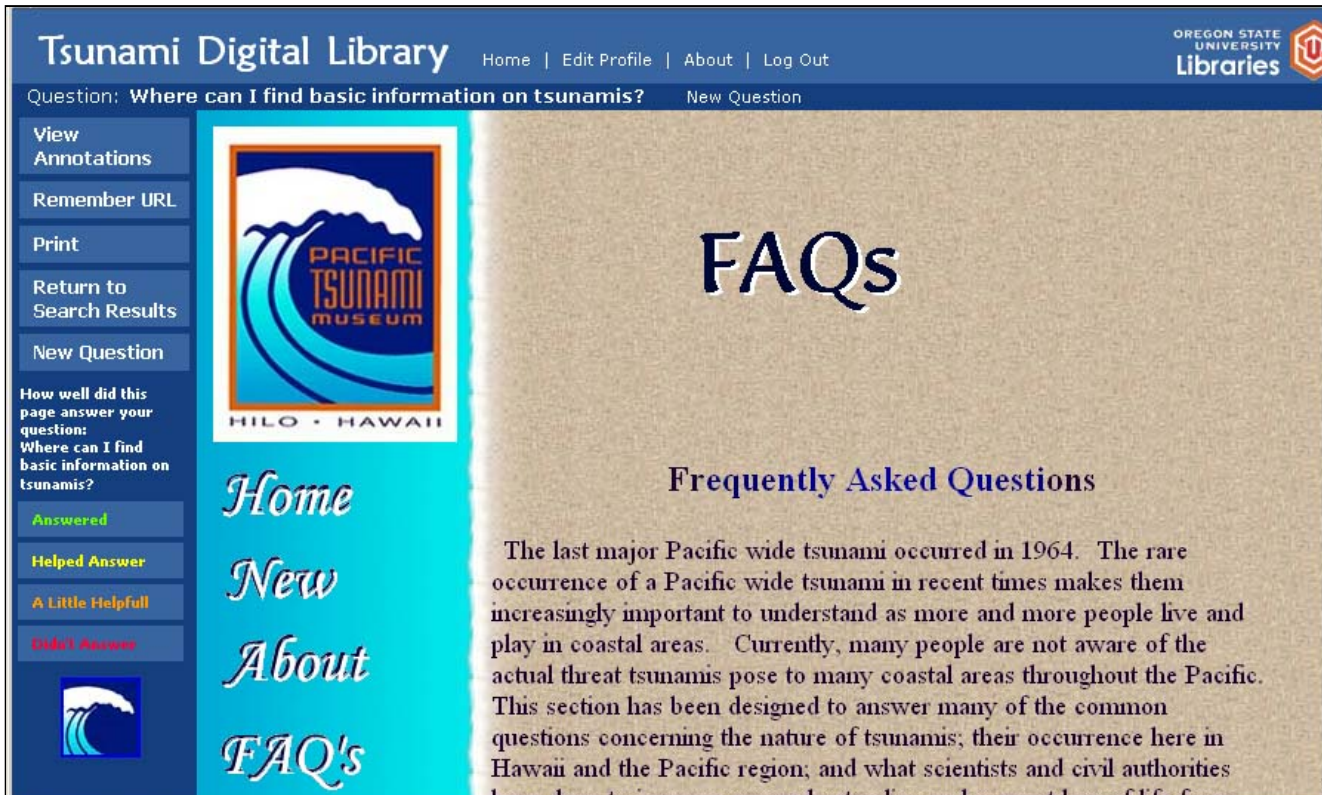 Tsunami Digital Library
Home | Edit Profile | About | Log Out
OREGON STATE
UNIVERSITY
Libraries
Question: Where can I find basic information on tsunamis?
New Question
View
Annotations
Remember URL
Print
Return to
Search Results
New Question
How well did this
page answer your
question:
Where can I find
basic information on
tsunamis?
Answered
Helped Answer
A Little Helpfull
Didn't Answer
PACIFIC
TSUNAMI
MUSEUM
HILO · HAWAII
Home
New
About
FAQ's
FAQs
Frequently Asked Questions
The last major Pacific wide tsunami occurred in 1964. The rare
occurrence of a Pacific wide tsunami in recent times makes them
increasingly important to understand as more and more people live and
play in coastal areas. Currently, many people are not aware of the
actual threat tsunamis pose to many coastal areas throughout the Pacific.
This section has been designed to answer many of the common
questions concerning the nature of tsunamis; their occurrence here in
Hawaii and the Pacific region; and what scientists and civil authorities